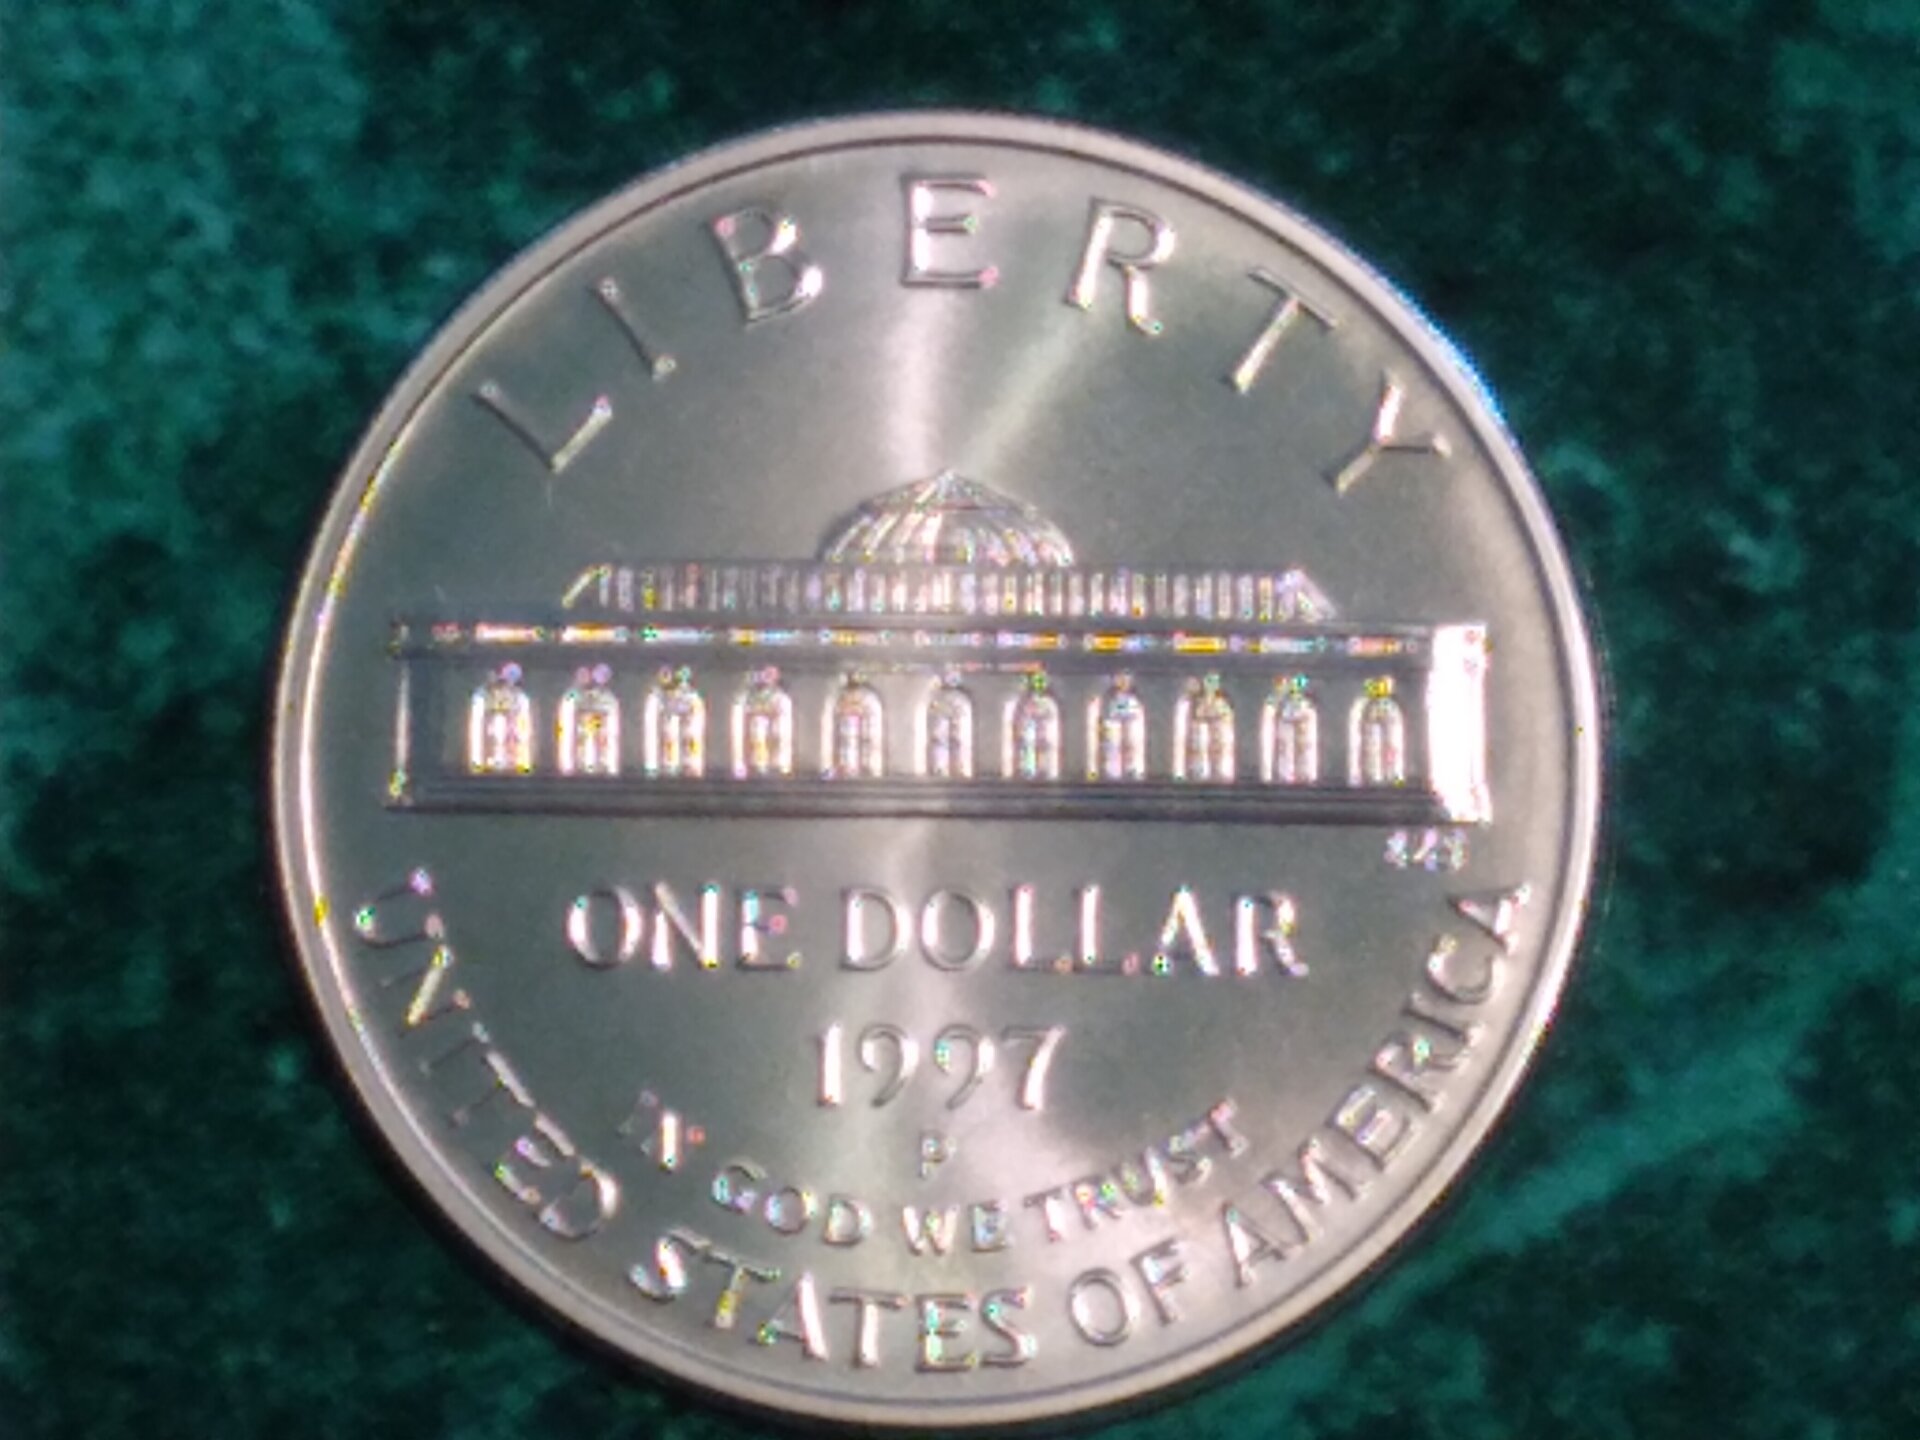 LIBERTY
ONE DOLLAR
1997
P
IN GOD WE TRUST
UNITED STATES OF AMERICA